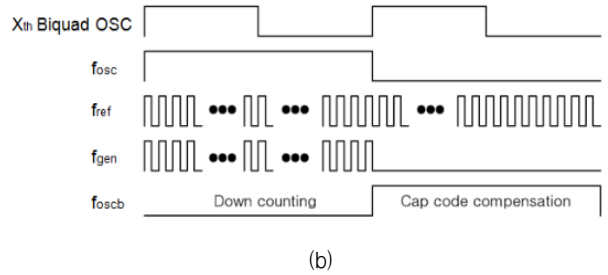 Xth Biquad OSC
fosc
fref
fgen
foscb
Down counting
Cap code compensation
(b)